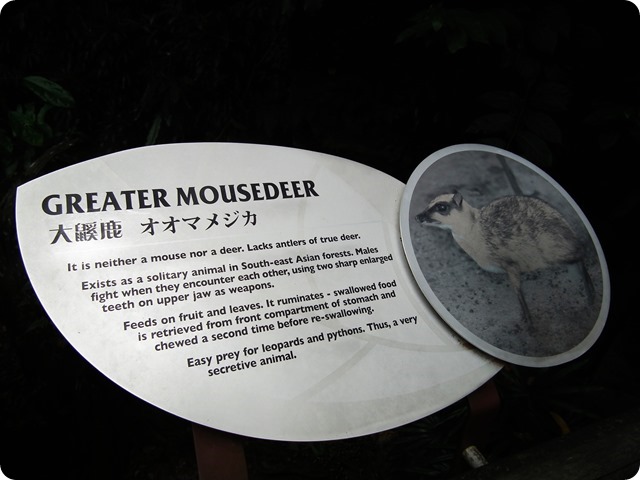 GREATER MOUSEDEER
大鼷鹿 オオマメジカ
It is neither a mouse nor a deer. Lacks antlers of true deer.
Exists as a solitary animal in South-east Asian forests. Males
fight when they encounter each other, using two sharp enlarged
teeth on upper jaw as weapons.
Feeds on fruit and leaves. It ruminates - swallowed food
is retrieved from front compartment of stomach and
chewed a second time before re-swallowing.
Easy prey for leopards and pythons. Thus, a very
secretive animal.